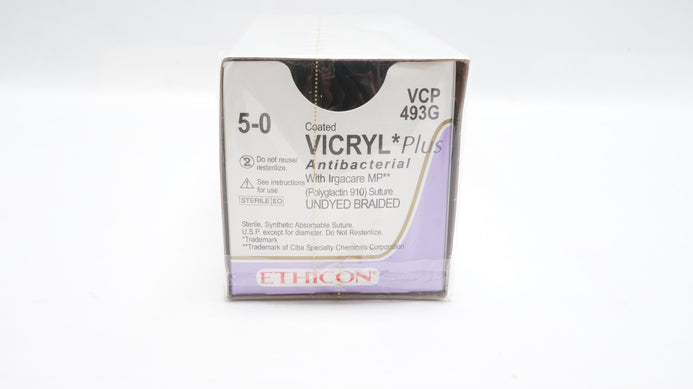 VCP
493G
5-0
Coated
VICRYL* Plus
Antibacterial
With Irgacare MP**
(Polyglactin 910) Suture
UNDYED BRAIDED
2 Do not reuse/
resterilize.
See instructions
for use
STERILE EO
Sterile, Synthetic Absorbable Suture.
U.S.P. except for diameter. Do Not Resterilize.
*Trademark
**Trademark of Ciba Specialty Chemicals Corporation
ETHICON®